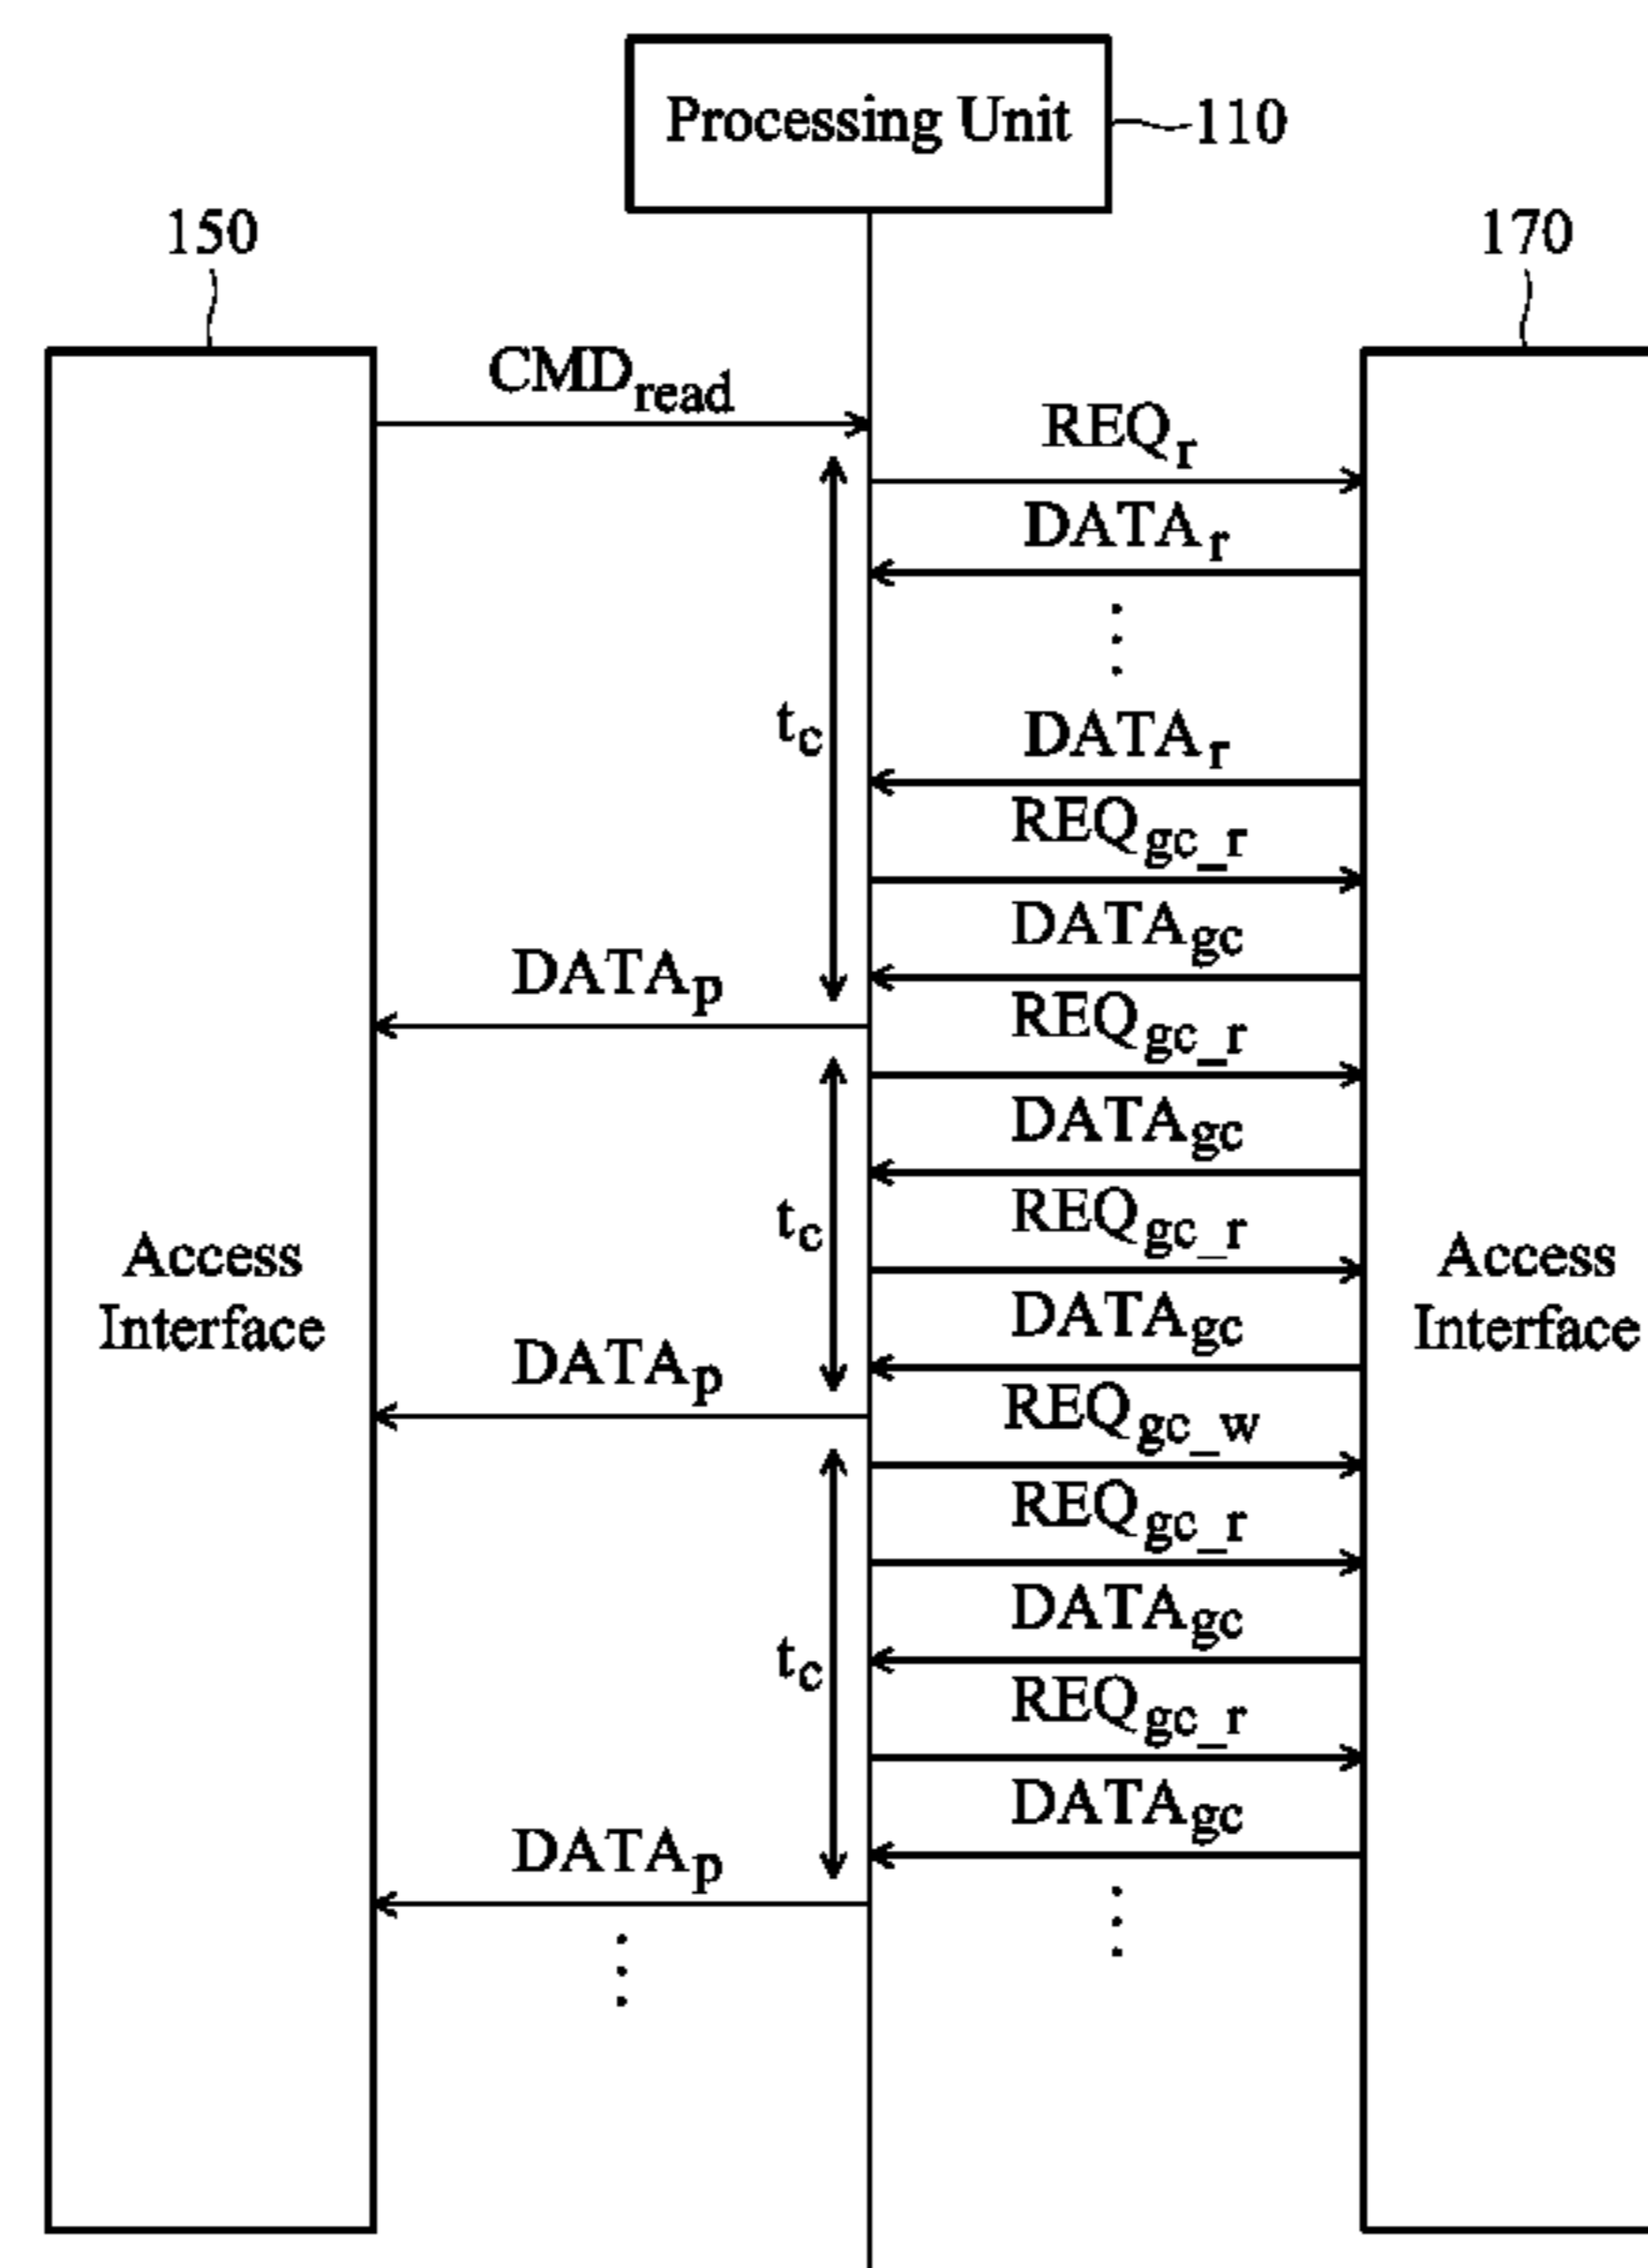 Processing Unit
110
150
170
CMDread
REQr
DATAr
DATAr
tc
REQgc_r
DATAgc
DATAp
REQgc_r
DATAgc
tc
REQgc_r
Access
Interface
Access
Interface
DATAgc
DATAp
REQgc_w
REQgc_r
DATAgc
tc
REQgc_r
DATAgc
DATAp